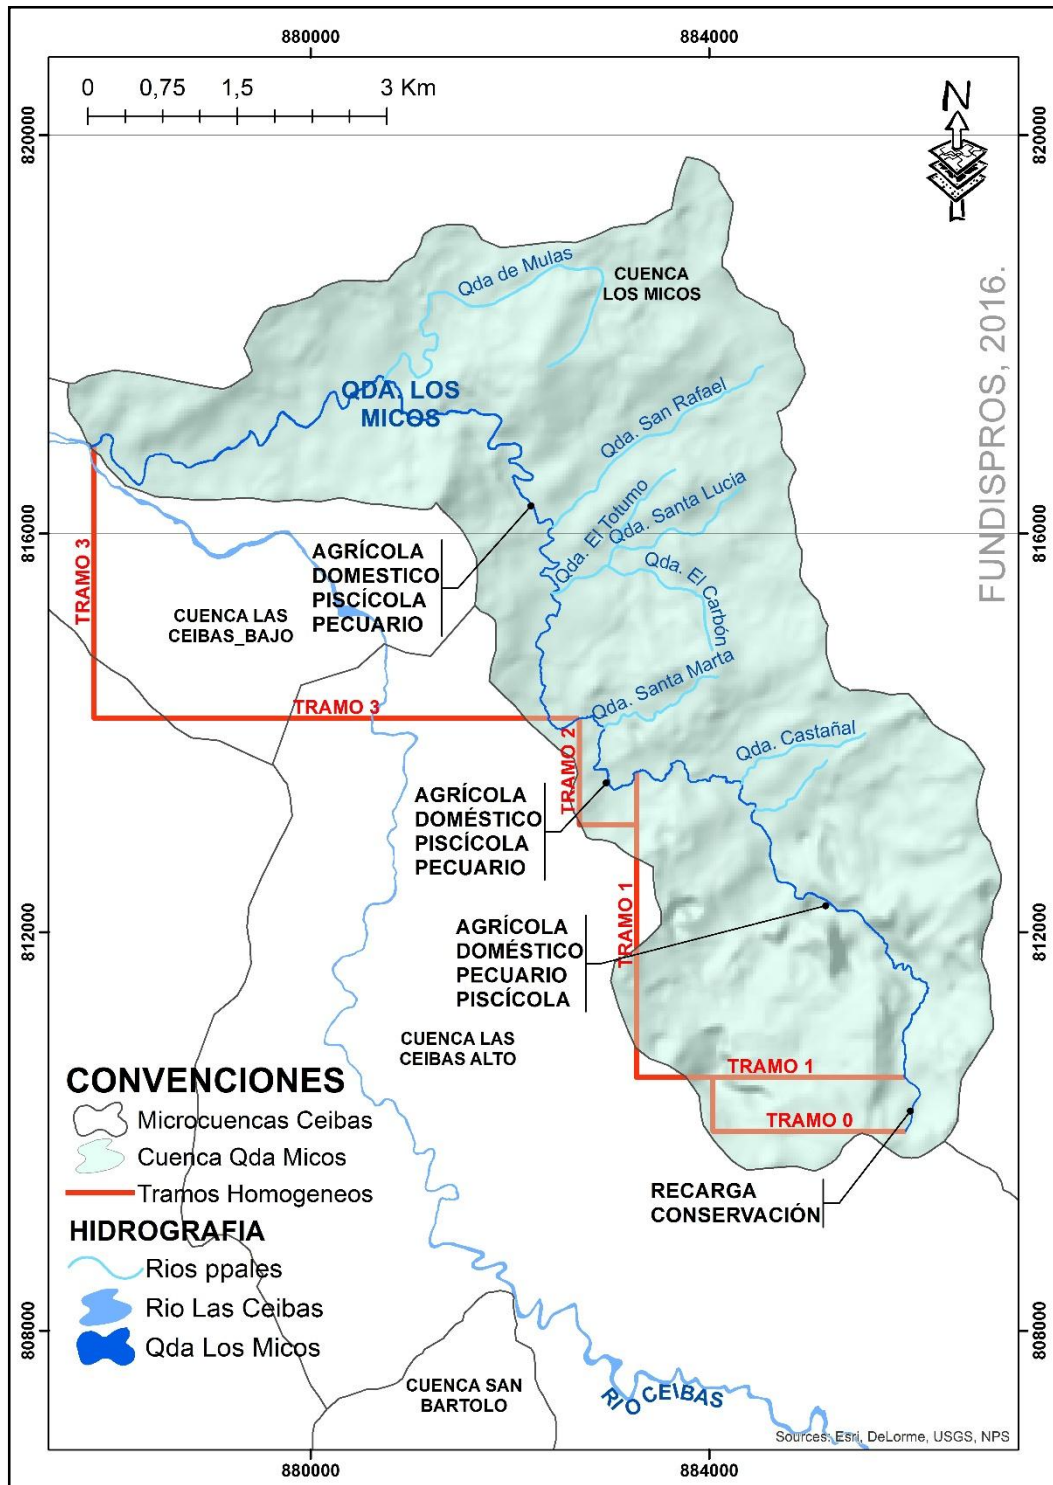 880000
884000
0
0,75
1,5
3 Km
N
820000
820000
Qda de Mulas
CUENCA
LOS MICOS
FUNDISPROS, 2016.
QDA. LOS
MICOS
Qda. San Rafael
Qda. El Totumo
Qda. Santa Lucia
816000
816000
AGRÍCOLA
DOMESTICO
PISCÍCOLA
PECUARIO
Qda. El Carbón
TRAMO 3
CUENCA LAS
CEIBAS_BAJO
Qda. Santa Marta
TRAMO 3
TRAMO 2
Qda. Castañal
AGRÍCOLA
DOMÉSTICO
PISCÍCOLA
PECUARIO
TRAMO 1
812000
812000
AGRÍCOLA
DOMÉSTICO
PECUARIO
PISCÍCOLA
CUENCA LAS
CEIBAS ALTO
TRAMO 1
TRAMO 0
RECARGA
CONSERVACIÓN
CONVENCIONES
Microcuencas Ceibas
Cuenca Qda Micos
Tramos Homogeneos
HIDROGRAFIA
Rios ppales
Rio Las Ceibas
Qda Los Micos
808000
808000
CUENCA SAN
BARTOLO
RIO CEIBAS
Sources: Esri, DeLorme, USGS, NPS
880000
884000